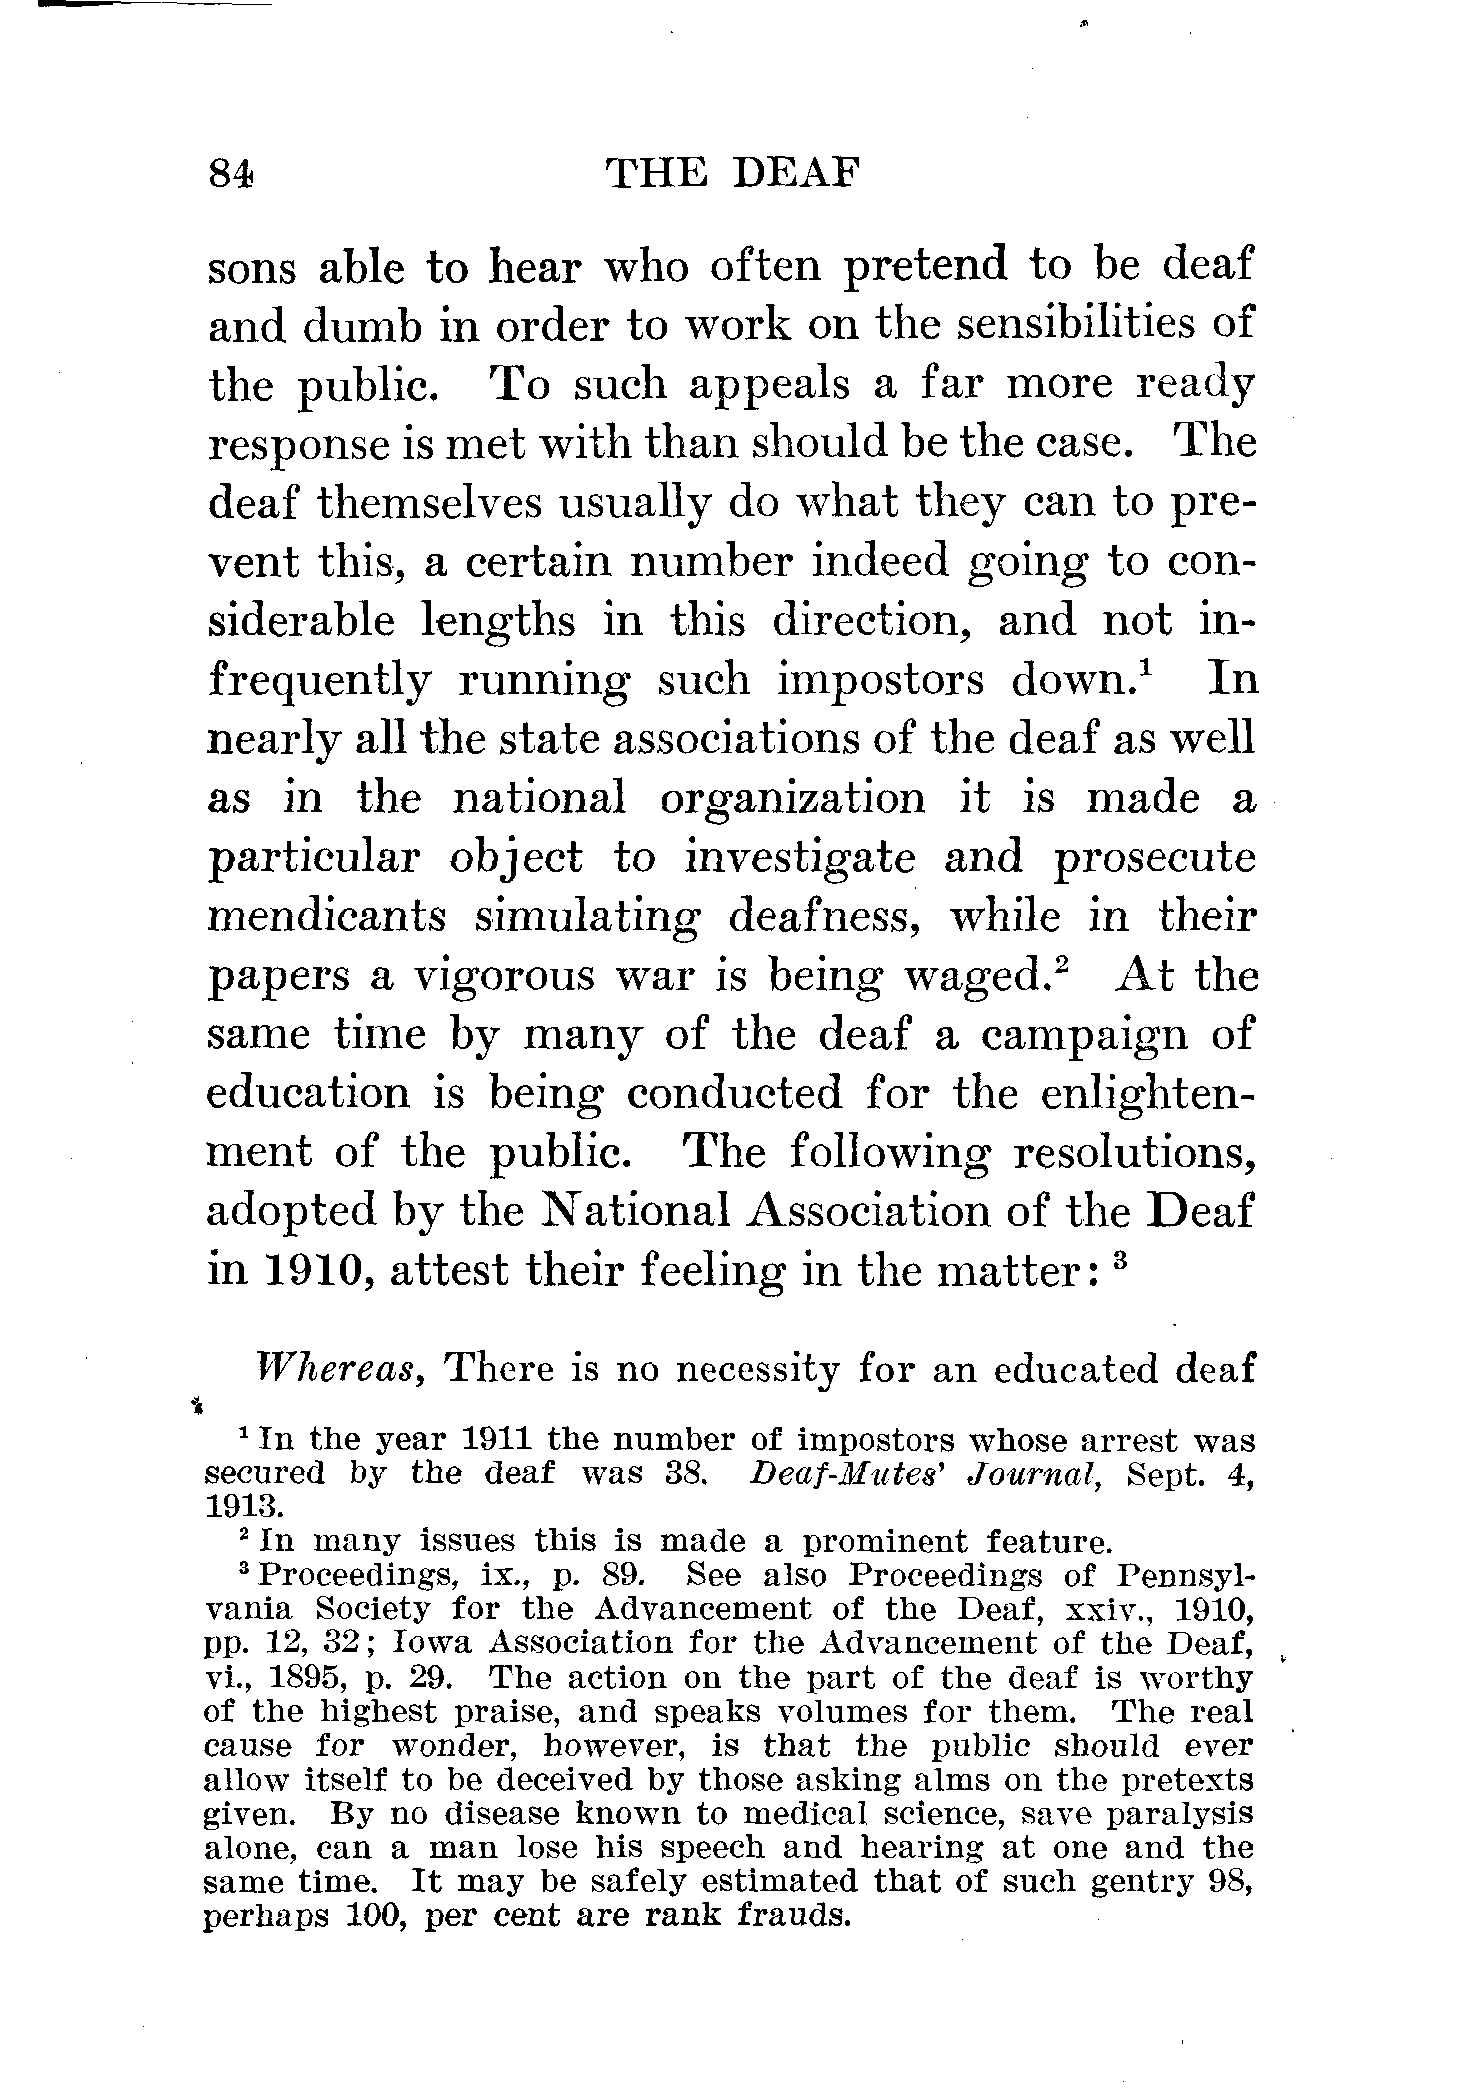 84 THE DEAF
sons able to hear who often pretend to be deaf
and dumb in order to work on the sensibilities of
the public. To such appeals a far more ready
response is met with than should be the case. The
deaf themselves usually do what they can to pre-
vent this, a certain number indeed going to con-
siderable lengths in this direction, and not in-
frequently running such impostors down.¹ In
nearly all the state associations of the deaf as well
as in the national organization it is made a
particular object to investigate and prosecute
mendicants simulating deafness, while in their
papers a vigorous war is being waged.² At the
same time by many of the deaf a campaign of
education is being conducted for the enlighten-
ment of the public. The following resolutions,
adopted by the National Association of the Deaf
in 1910, attest their feeling in the matter: ³
Whereas, There is no necessity for an educated deaf
¹ In the year 1911 the number of impostors whose arrest was
secured by the deaf was 38. Deaf-Mutes' Journal, Sept. 4,
1913.
² In many issues this is made a prominent feature.
³ Proceedings, ix., p. 89. See also Proceedings of Pennsyl-
vania Society for the Advancement of the Deaf, xxiv., 1910,
pp. 12, 32; Iowa Association for the Advancement of the Deaf,
vi., 1895, p. 29. The action on the part of the deaf is worthy
of the highest praise, and speaks volumes for them. The real
cause for wonder, however, is that the public should ever
allow itself to be deceived by those asking alms on the pretexts
given. By no disease known to medical science, save paralysis
alone, can a man lose his speech and hearing at one and the
same time. It may be safely estimated that of such gentry 98,
perhaps 100, per cent are rank frauds.